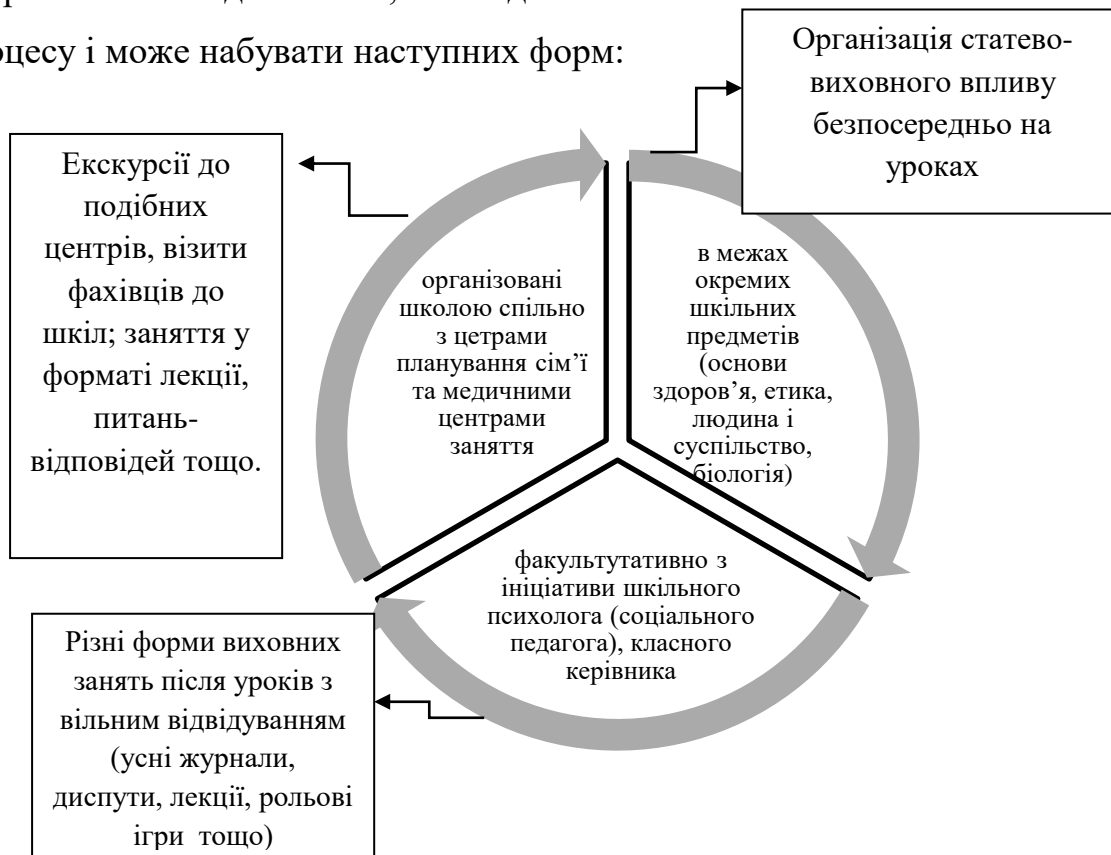 оцесу і може набувати наступних форм:
Організація статево-
виховного впливу
безпосередньо на
уроках
Екскурсії до
подібних
центрів, візити
фахівців до
шкіл; заняття у
форматі лекції,
питань-
відповідей тощо.
організовані
школою спільно
з цетрами
планування сім’ї
та медичними
центрами
заняття
в межах
окремих
шкільних
предметів
(основи
здоров’я, етика,
людина і
суспільство,
біологія)
факультутативно з
ініціативи шкільного
психолога (соціального
педагога), класного
керівника
Різні форми виховних
занять після уроків з
вільним відвідуванням
(усні журнали,
диспути, лекції, рольові
ігри тощо)